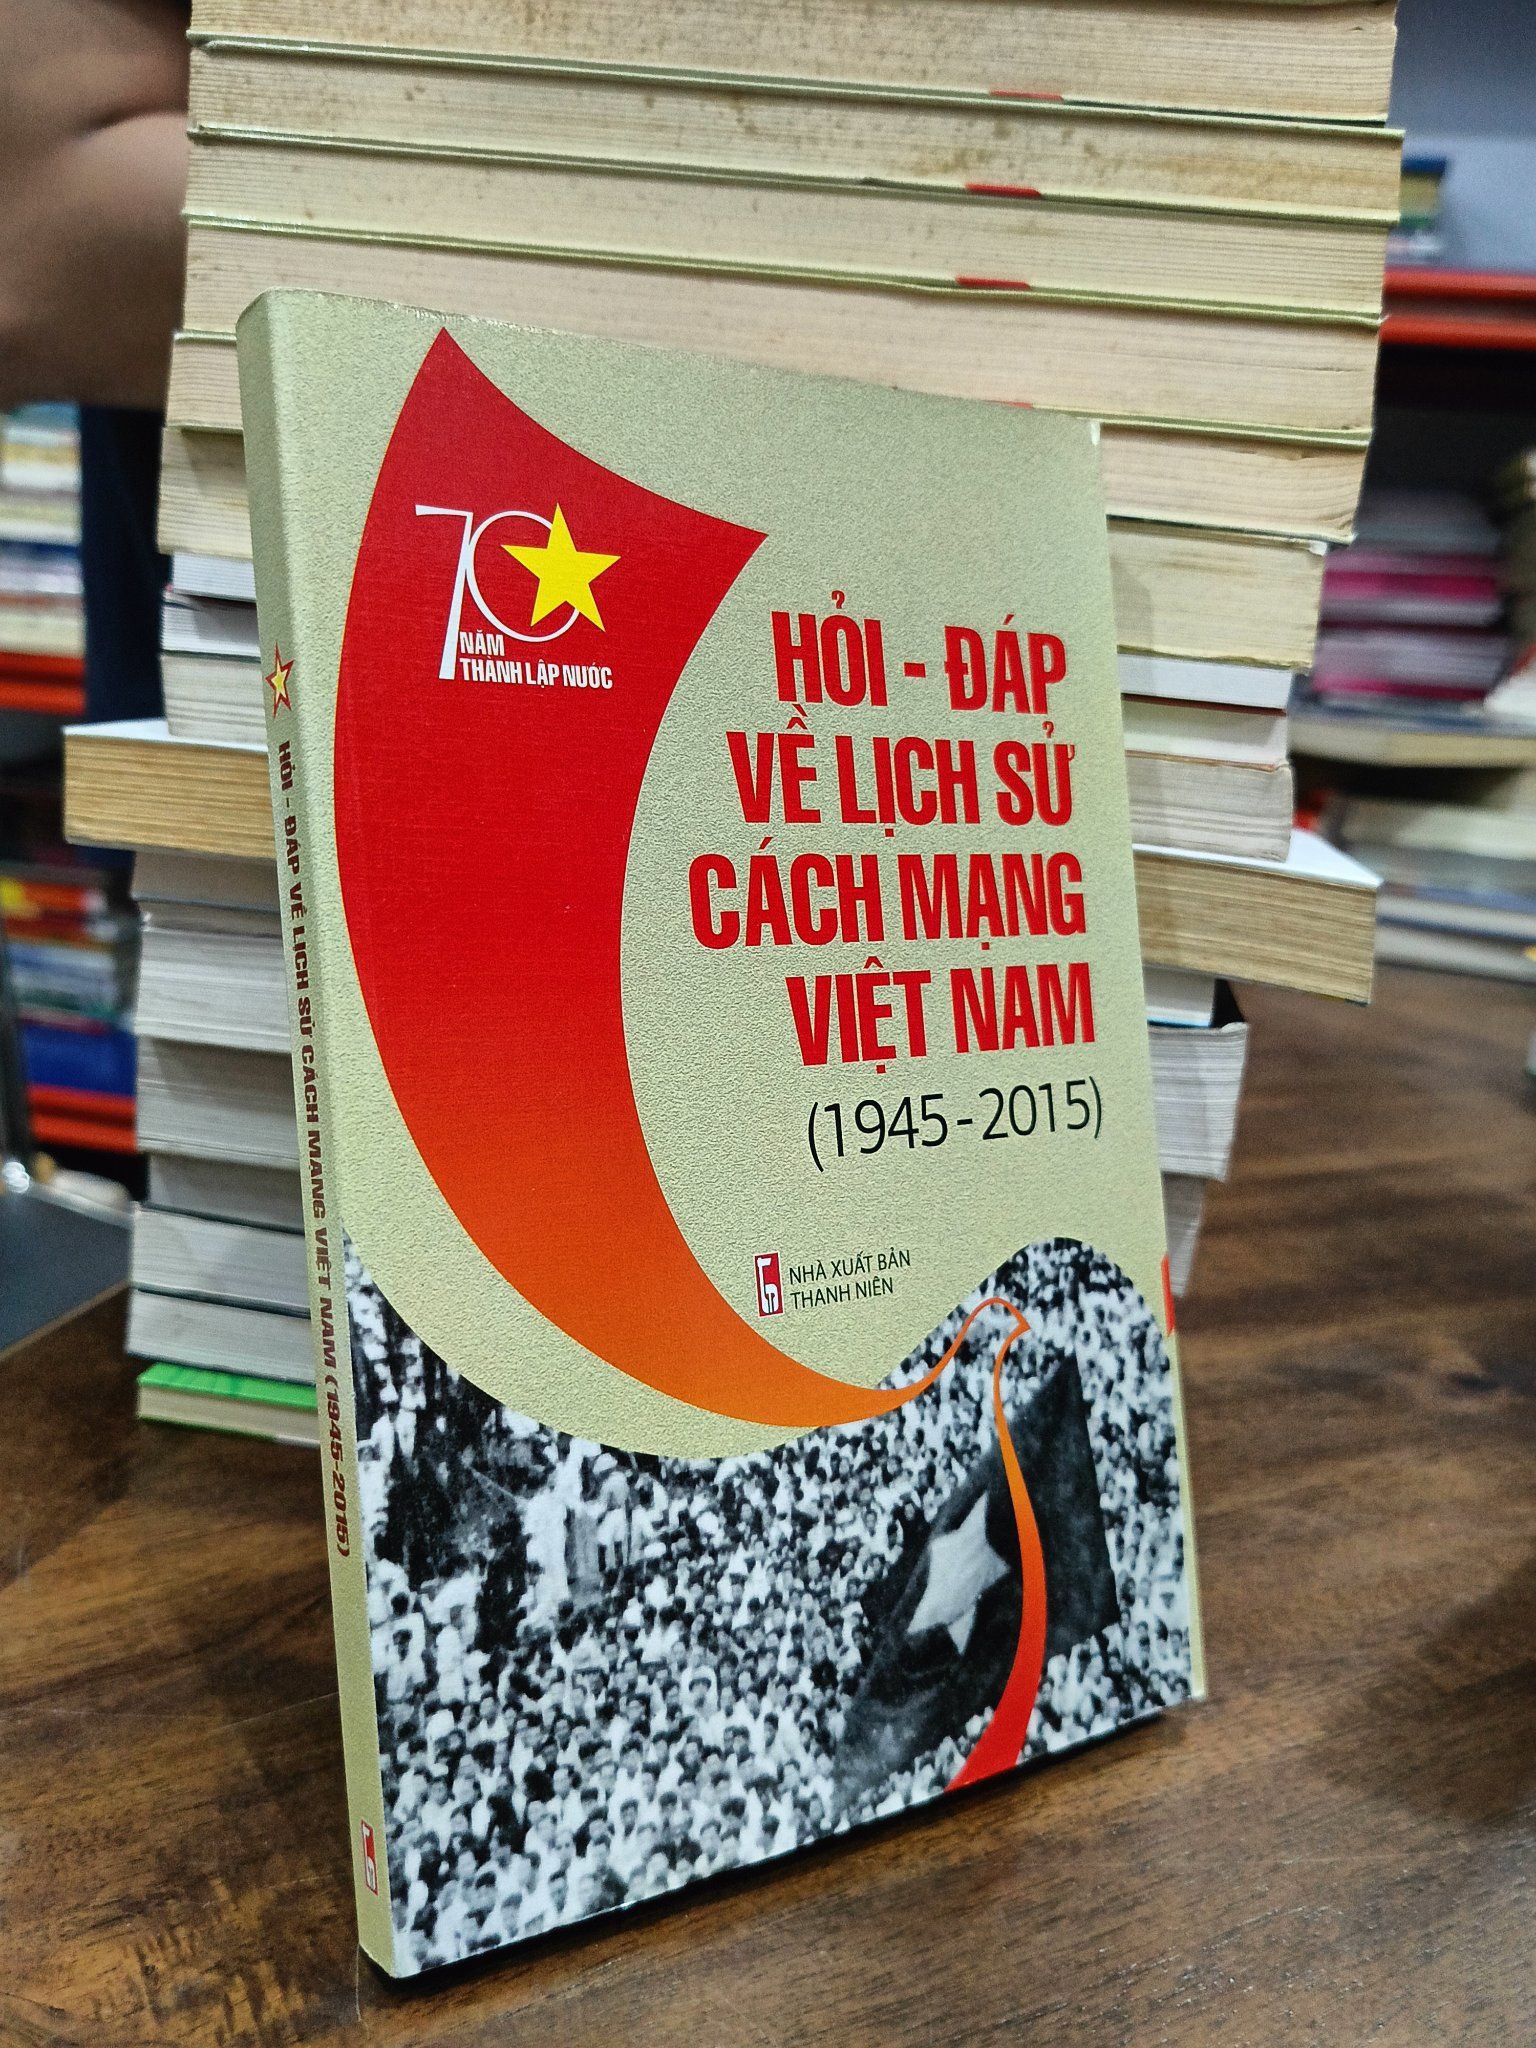 70
NĂM
THÀNH LẬP NƯỚC
HỎI - ĐÁP
VỀ LỊCH SỬ
CÁCH MẠNG
VIỆT NAM
(1945-2015)
NHÀ XUẤT BẢN
THANH NIÊN
HỎI - ĐÁP VỀ LỊCH SỬ CÁCH MẠNG VIỆT NAM (1945-2015)